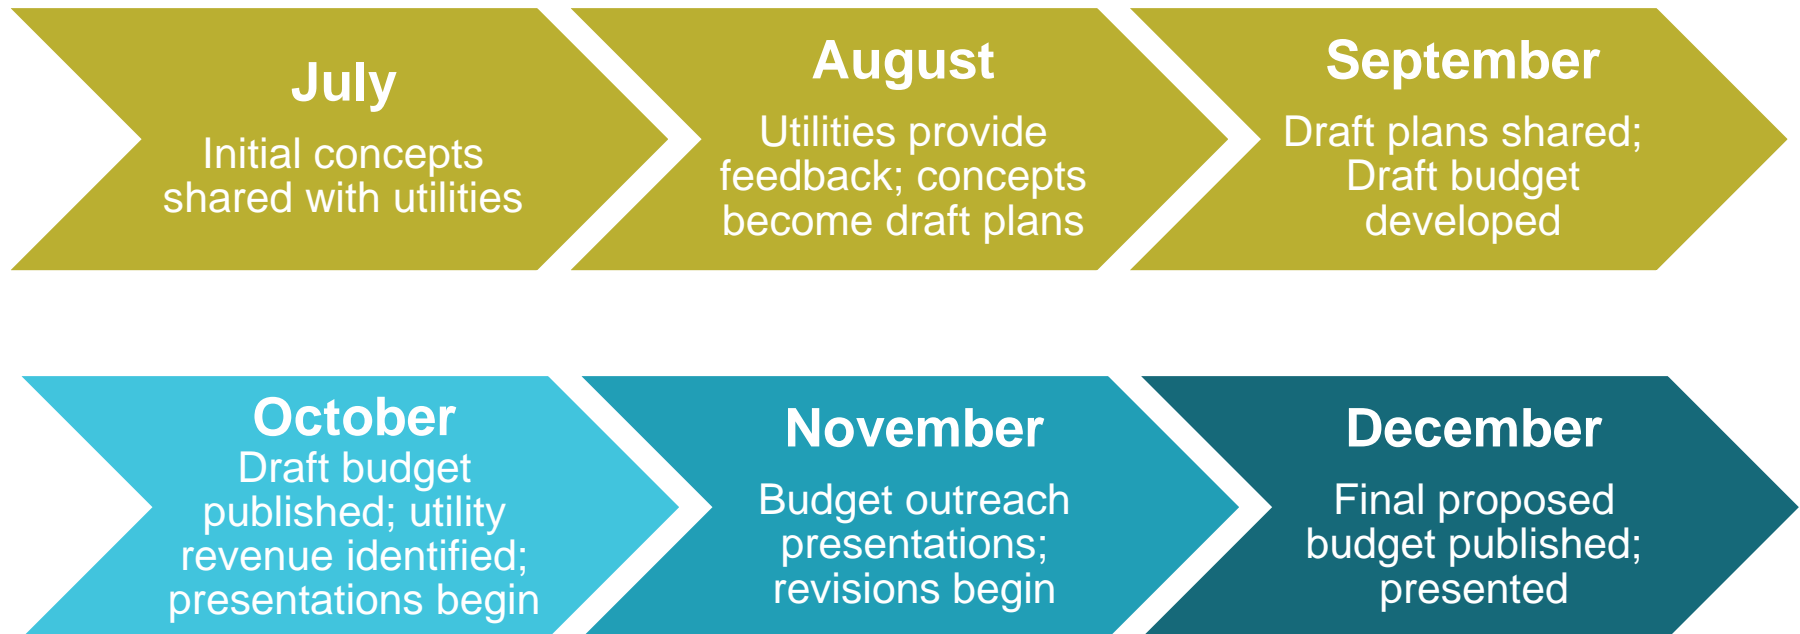 July
Initial concepts
shared with utilities
August
Utilities provide
feedback; concepts
become draft plans
September
Draft plans shared;
Draft budget
developed
October
Draft budget
published; utility
revenue identified;
presentations begin
November
Budget outreach
presentations;
revisions begin
December
Final proposed
budget published;
presented